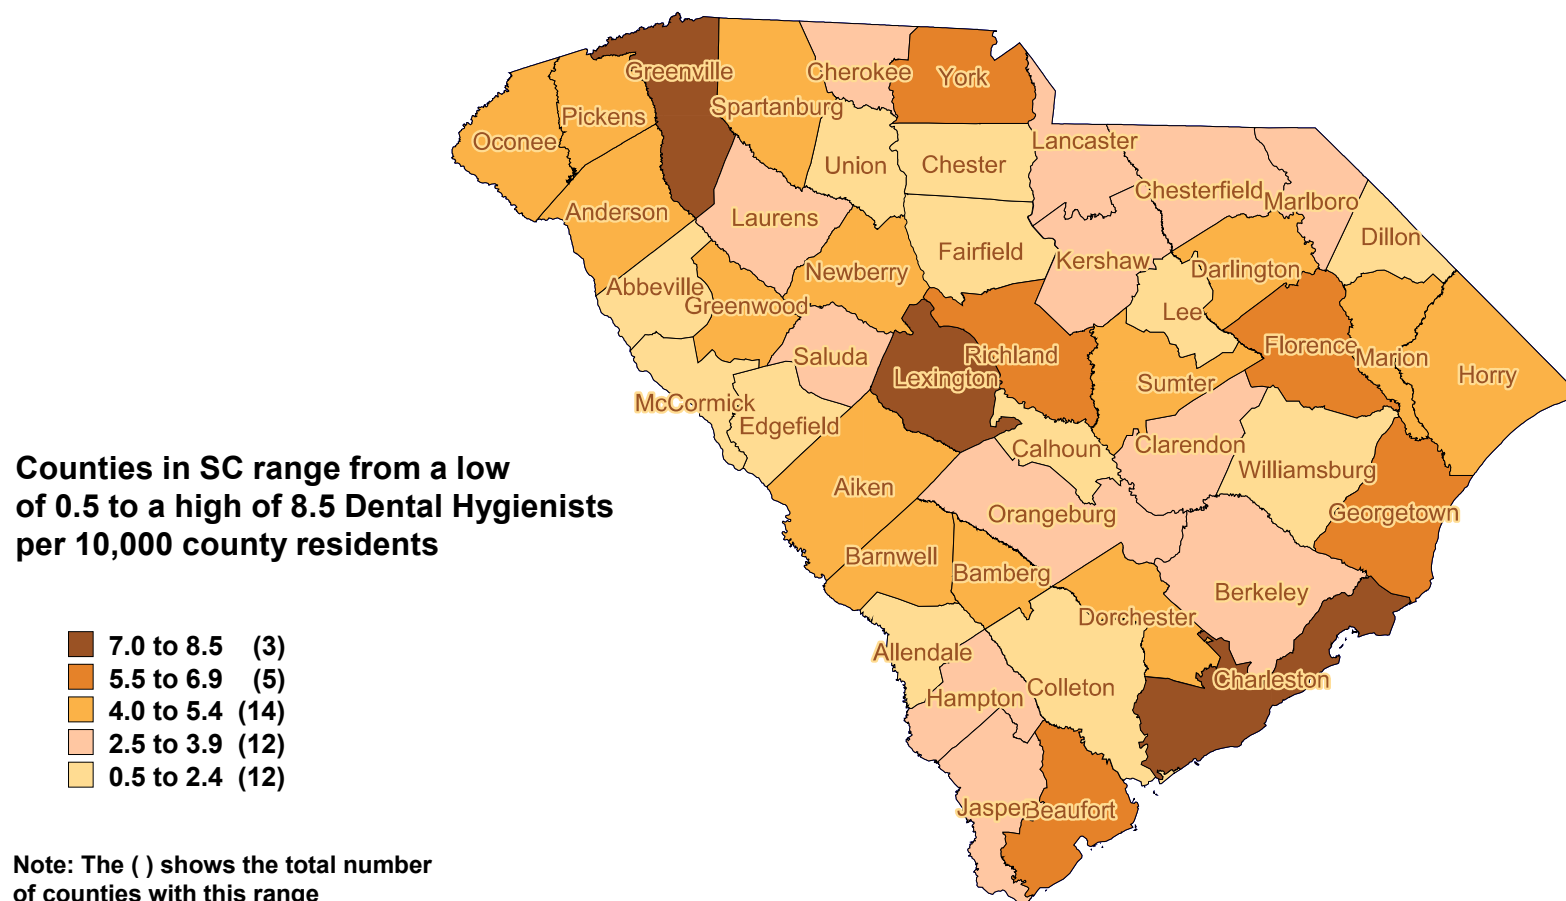 Greenville
Cherokee
York
Spartanburg
Pickens
Oconee
Union
Chester
Lancaster
Chesterfield
Marlboro
Anderson
Laurens
Dillon
Fairfield
Kershaw
Darlington
Newberry
Abbeville
Greenwood
Lee
Florence
Marion
Richland
Saluda
Lexington
Sumter
Horry
McCormick
Edgefield
Calhoun
Clarendon
Williamsburg
Aiken
Orangeburg
Georgetown
Barnwell
Bamberg
Berkeley
Dorchester
Allendale
Charleston
Colleton
Hampton
Jasper
Beaufort
Counties in SC range from a low
of 0.5 to a high of 8.5 Dental Hygienists
per 10,000 county residents
7.0 to 8.5 (3)
5.5 to 6.9 (5)
4.0 to 5.4 (14)
2.5 to 3.9 (12)
0.5 to 2.4 (12)
Note: The ( ) shows the total number
of counties with this range